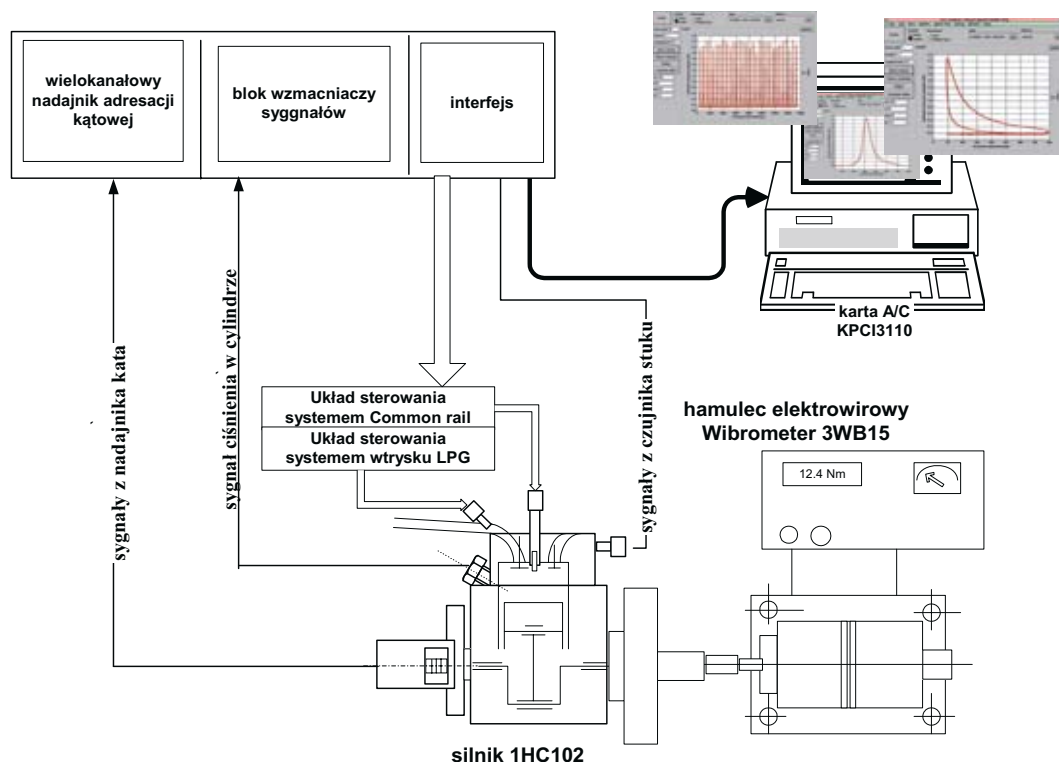 wielokanałowy
nadajnik adresacji
kątowej
blok wzmacniaczy
syggnałów
interfejs
karta A/C
KPCI3110
sygnały z nadajnika kata
sygnał ciśnienia w cylindrze
sygnały z czujnika stuku
Układ sterowania
systemem Common rail
Układ sterowania
systemem wtrysku LPG
hamulec elektrowirowy
Wibrometer 3WB15
12.4 Nm
silnik 1HC102